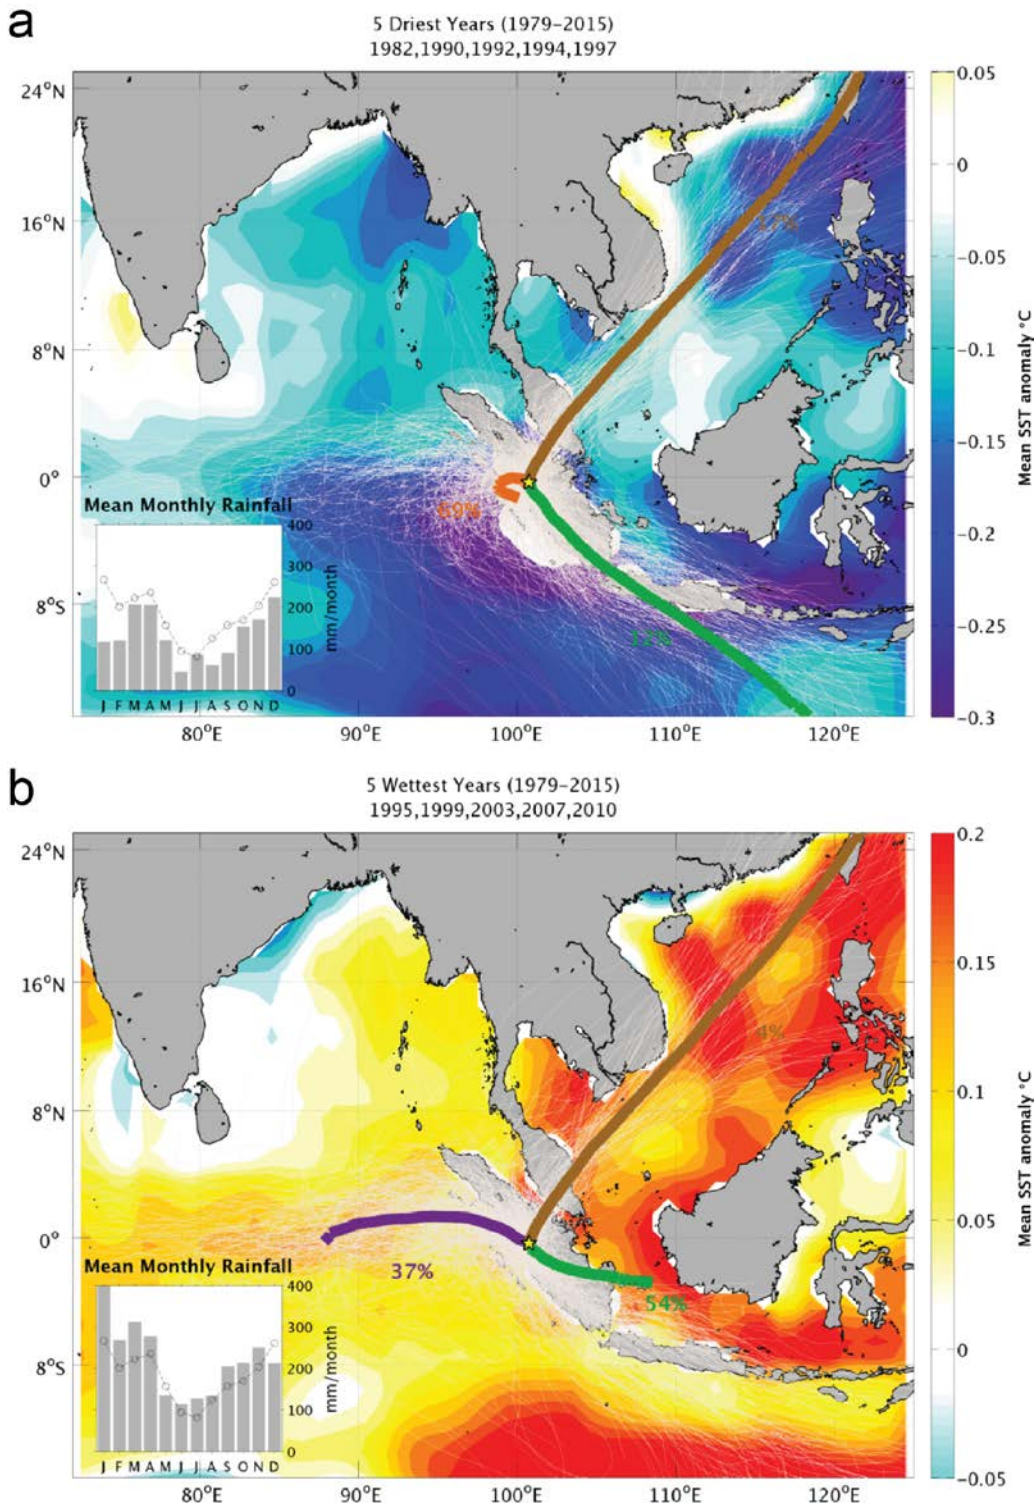 a
5 Driest Years (1979–2015)
1982,1990,1992,1994,1997
24°N
16°N
8°N
0°
8°S
80°E
90°E
100°E
110°E
120°E
17%
69%
12%
Mean Monthly Rainfall
400
300
200
100
0
mm/month
J F M A M J J A S O N D
0.05
0
−0.05
−0.1
−0.15
−0.2
−0.25
−0.3
Mean SST anomaly °C
b
5 Wettest Years (1979–2015)
1995,1999,2003,2007,2010
24°N
16°N
8°N
0°
8°S
80°E
90°E
100°E
110°E
120°E
4%
37%
54%
Mean Monthly Rainfall
400
300
200
100
0
mm/month
J F M A M J J A S O N D
0.2
0.15
0.1
0.05
0
−0.05
Mean SST anomaly °C